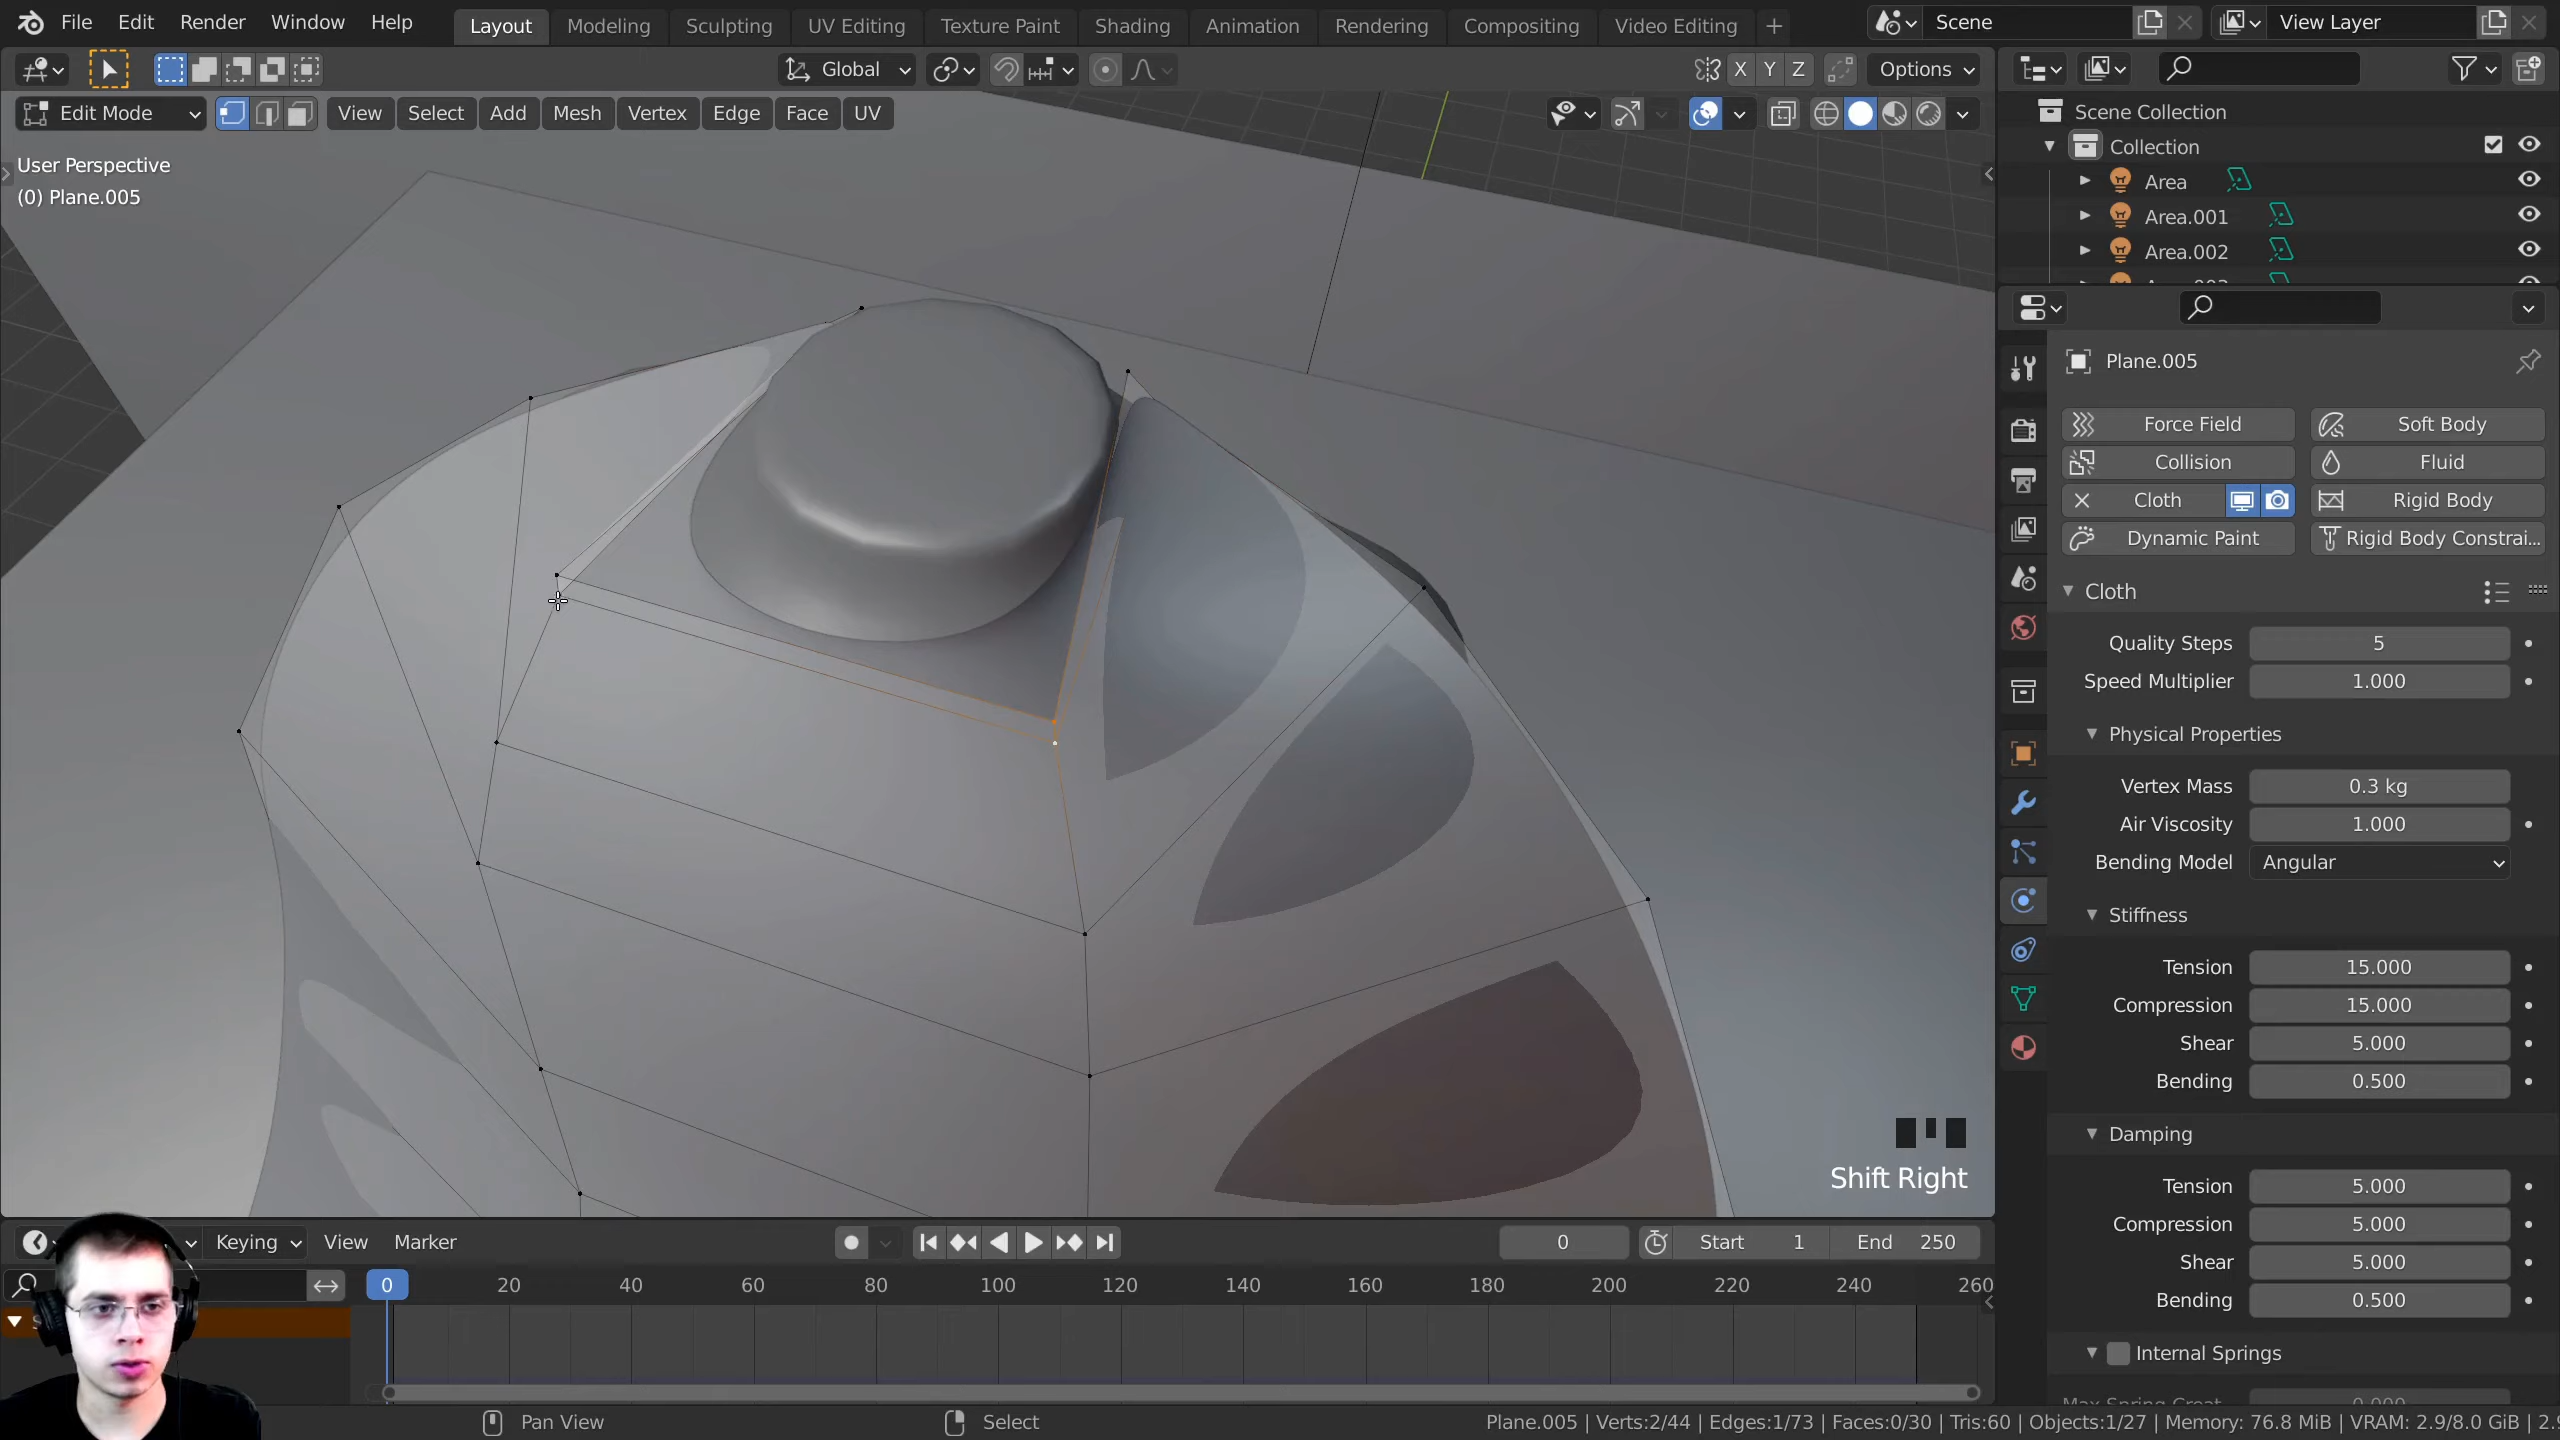 File Edit Render Window Help Layout Modeling Sculpting UV Editing Texture Paint Shading Animation Rendering Compositing Video Editing + Scene View Layer
Global X Y Z Options
Edit Mode View Select Add Mesh Vertex Edge Face UV
User Perspective
(0) Plane.005
Shift Right
Scene Collection
Collection
Area
Area.001
Area.002
Plane.005
Force Field Soft Body
Collision Fluid
Cloth Rigid Body
Dynamic Paint Rigid Body Constrai...
Cloth
Quality Steps 5
Speed Multiplier 1.000
Physical Properties
Vertex Mass 0.3 kg
Air Viscosity 1.000
Bending Model Angular
Stiffness
Tension 15.000
Compression 15.000
Shear 5.000
Bending 0.500
Damping
Tension 5.000
Compression 5.000
Shear 5.000
Bending 0.500
Internal Springs
Keying View Marker 0 Start 1 End 250
0 20 40 60 80 100 120 140 160 180 200 220 240 260
Pan View Select Plane.005 | Verts:2/44 | Edges:1/73 | Faces:0/30 | Tris:60 | Objects:1/27 | Memory: 76.8 MiB | VRAM: 2.9/8.0 GiB | 2.9